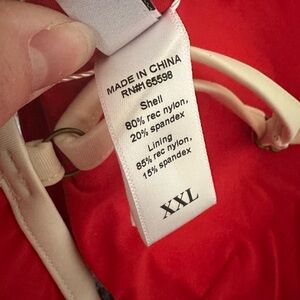 MADE IN CHINA
RN#165598
Shell
80% rec nylon,
20% spandex
Lining
85% rec nylon,
15% spandex
XXL